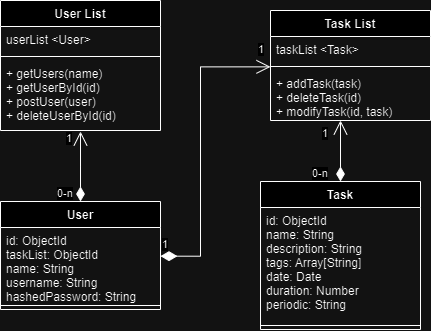 User List
userList <User>
+ getUsers(name)
+ getUserById(id)
+ postUser(user)
+ deleteUserById(id)
Task List
taskList <Task>
+ addTask(task)
+ deleteTask(id)
+ modifyTask(id, task)
1
1
1
0-n
0-n
1
User
id: ObjectId
taskList: ObjectId
name: String
username: String
hashedPassword: String
Task
id: ObjectId
name: String
description: String
tags: Array[String]
date: Date
duration: Number
periodic: String